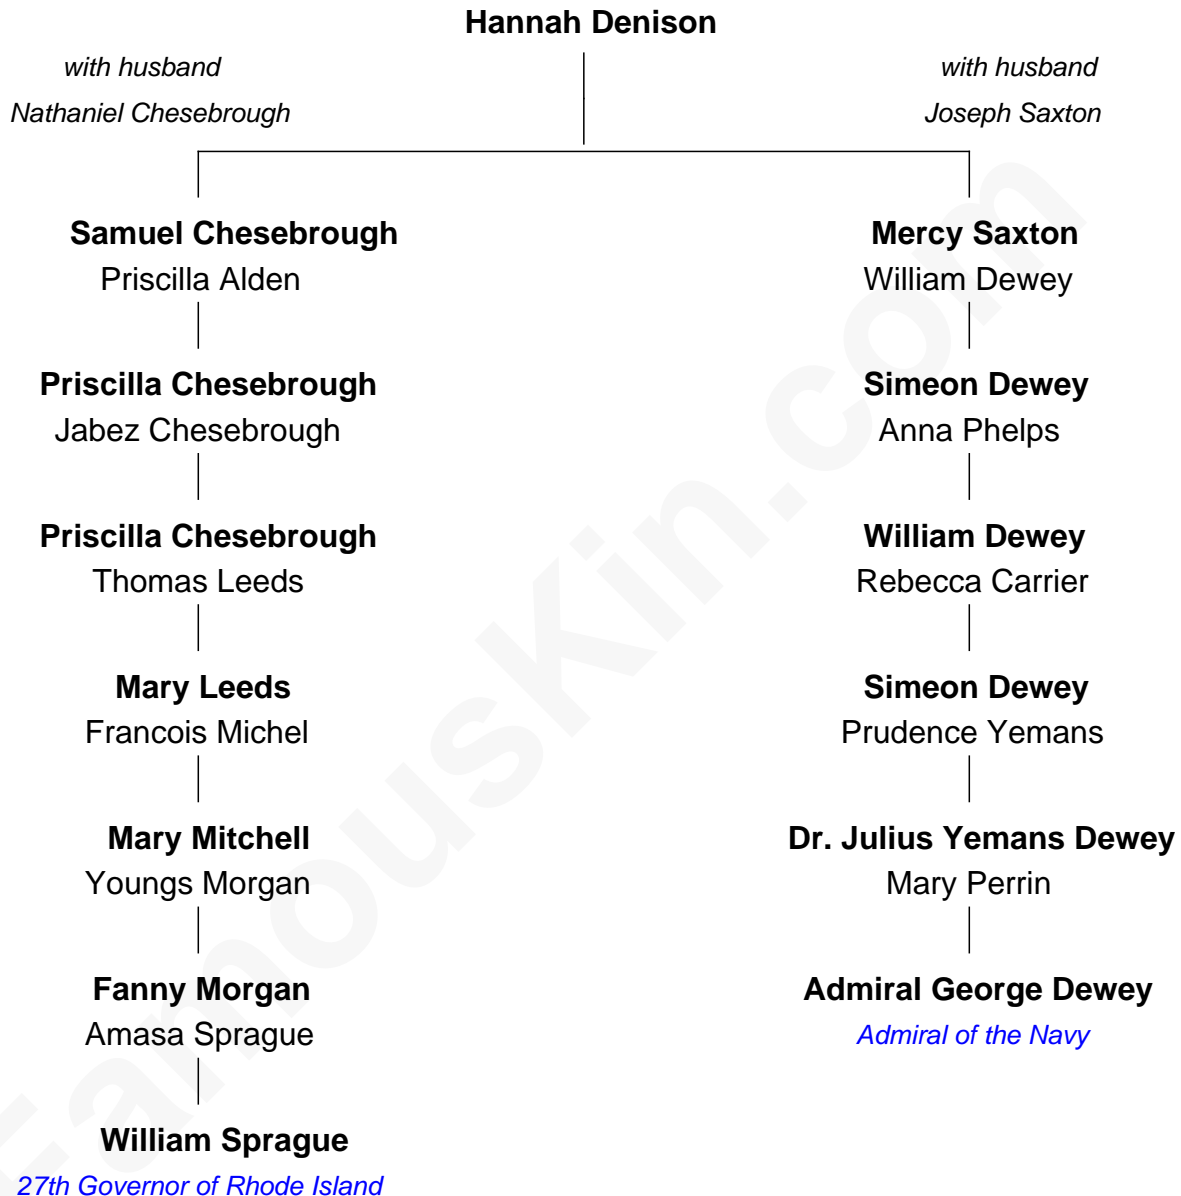 Hannah Denison
with husband
Nathaniel Chesebrough
with husband
Joseph Saxton
Samuel Chesebrough
Priscilla Alden
Mercy Saxton
William Dewey
Priscilla Chesebrough
Jabez Chesebrough
Simeon Dewey
Anna Phelps
Priscilla Chesebrough
Thomas Leeds
William Dewey
Rebecca Carrier
Mary Leeds
Francois Michel
Simeon Dewey
Prudence Yemans
Mary Mitchell
Youngs Morgan
Dr. Julius Yemans Dewey
Mary Perrin
Fanny Morgan
Amasa Sprague
Admiral George Dewey
Admiral of the Navy
William Sprague
27th Governor of Rhode Island
FamousKin.com